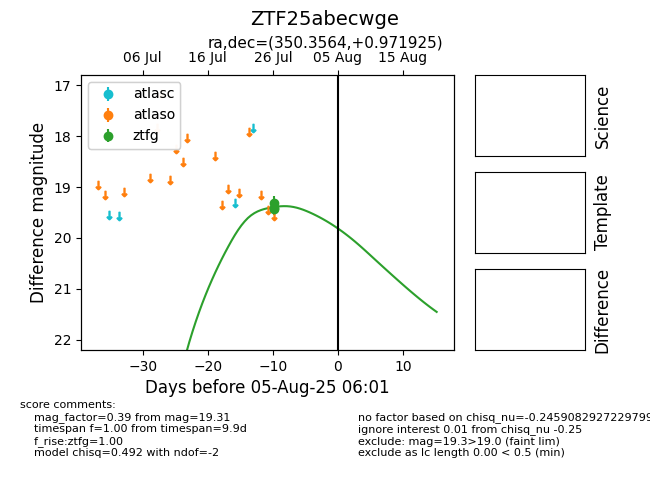 ZTF25abecwge
ra,dec=(350.3564,+0.971925)
06 Jul 16 Jul 26 Jul 05 Aug 15 Aug
17
18
19
20
21
22
Difference magnitude
atlasc
atlaso
ztfg
−30 −20 −10 0 10
Days before 05-Aug-25 06:01
Science
Template
Difference
score comments:
mag_factor=0.39 from mag=19.31
timespan f=1.00 from timespan=9.9d
f_rise:ztfg=1.00
model chisq=0.492 with ndof=-2
no factor based on chisq_nu=-0.2459082927229799
ignore interest 0.01 from chisq_nu -0.25
exclude: mag=19.3>19.0 (faint lim)
exclude as lc length 0.00 < 0.5 (min)